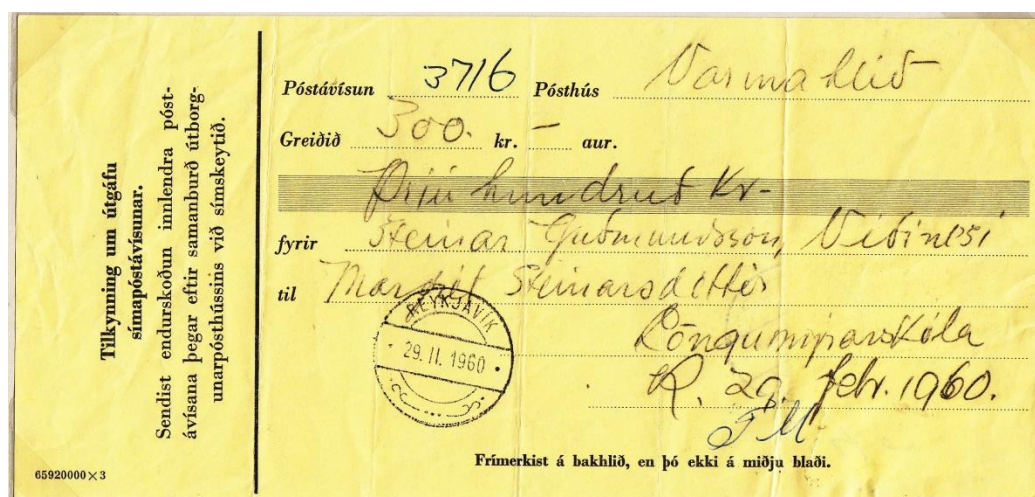 Tilkynning um útgáfu
símapóstávísunar.
Sendist endurskoðun innlendra póst-
ávísana þegar eftir samanburð útborg-
unarpósthússins við símskeytið.
65920000×3
Póstávísun 3716 Pósthús Varmahlíð
Greiðið 300. kr. – aur.
Þrjú hundruð kr-
fyrir Steinar Guðmundsson, Víðinesi
til Margrét Steinarsdóttir
Löngumýrarskóla
R. 29. febr. 1960.
REYKJAVÍK
29. II. 1960
Frímerkist á bakhlið, en þó ekki á miðju blaði.